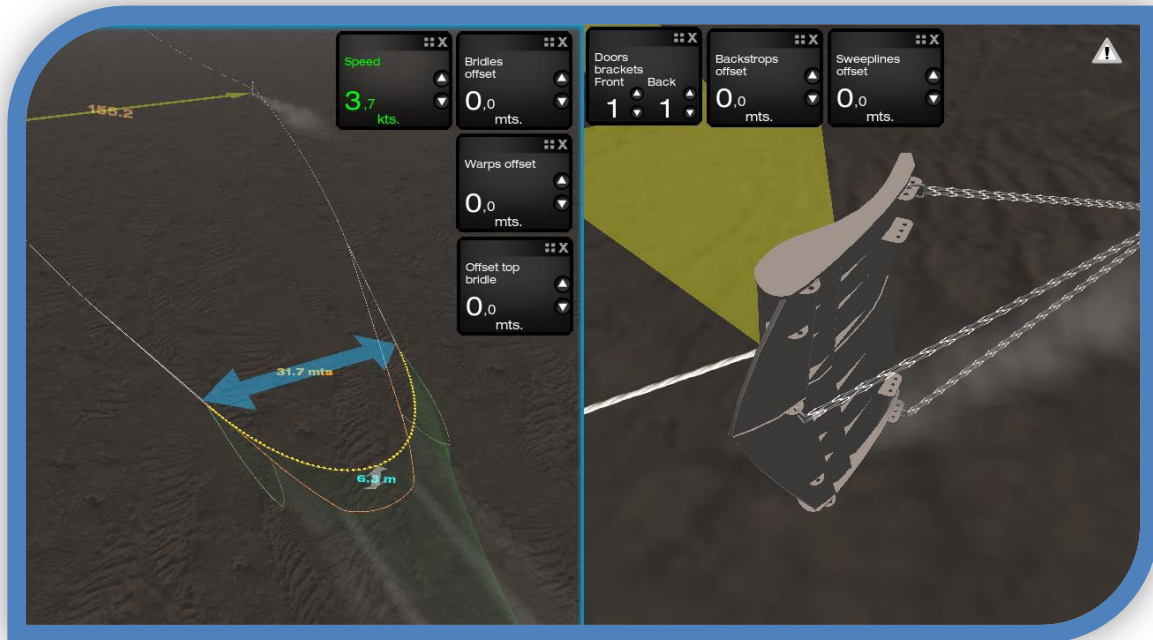 Speed
3,7
kts.
Bridles
offset
0,0
mts.
Warps offset
0,0
mts.
Offset top
bridle
0,0
mts.
155.2
31.7 mts
6.3 m
Doors
brackets
Front Back
1 1
Backstrops
offset
0,0
mts.
Sweeplines
offset
0,0
mts.